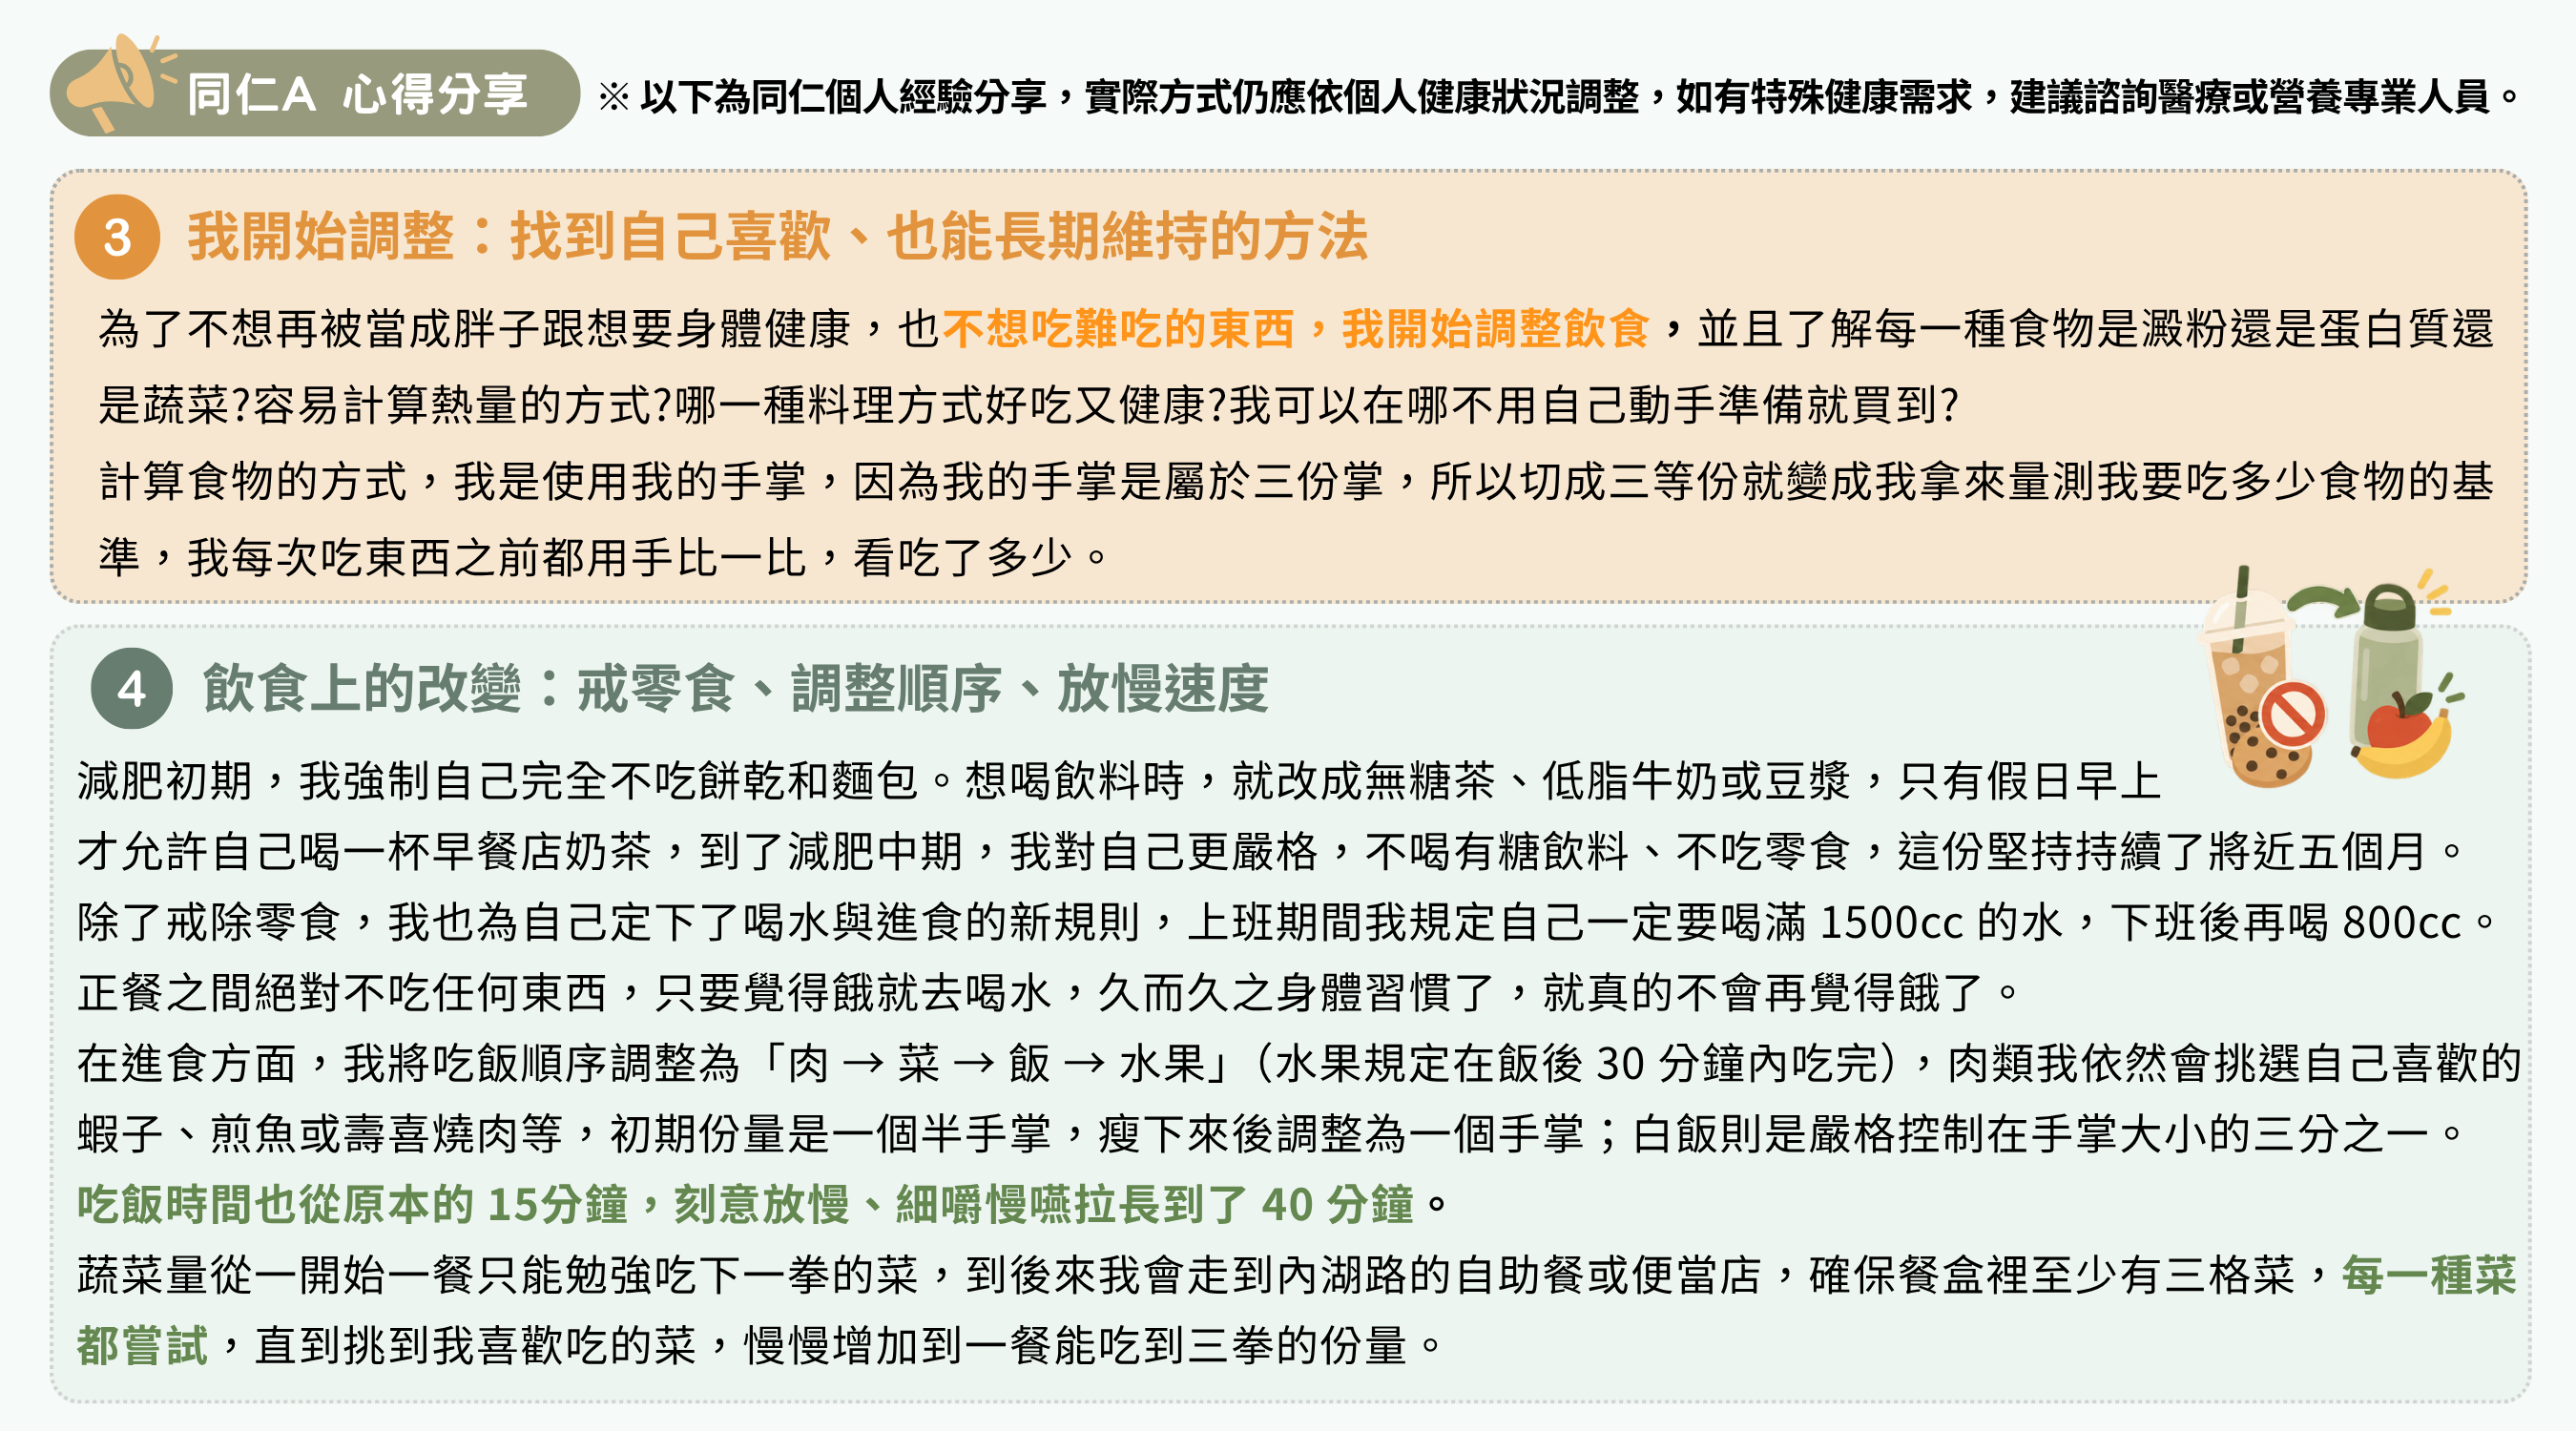 同仁A 心得分享
※ 以下為同仁個人經驗分享，實際方式仍應依個人健康狀況調整，如有特殊健康需求，建議諮詢醫療或營養專業人員。
3 我開始調整：找到自己喜歡、也能長期維持的方法
為了不想再被當成胖子跟想要身體健康，也不想吃難吃的東西，我開始調整飲食，並且了解每一種食物是澱粉還是蛋白質還
是蔬菜?容易計算熱量的方式?哪一種料理方式好吃又健康?我可以在哪不用自己動手準備就買到?
計算食物的方式，我是使用我的手掌，因為我的手掌是屬於三份掌，所以切成三等份就變成我拿來量測我要吃多少食物的基
準，我每次吃東西之前都用手比一比，看吃了多少。
4 飲食上的改變：戒零食、調整順序、放慢速度
減肥初期，我強制自己完全不吃餅乾和麵包。想喝飲料時，就改成無糖茶、低脂牛奶或豆漿，只有假日早上
才允許自己喝一杯早餐店奶茶，到了減肥中期，我對自己更嚴格，不喝有糖飲料、不吃零食，這份堅持持續了將近五個月。
除了戒除零食，我也為自己定下了喝水與進食的新規則，上班期間我規定自己一定要喝滿 1500cc 的水，下班後再喝 800cc。
正餐之間絕對不吃任何東西，只要覺得餓就去喝水，久而久之身體習慣了，就真的不會再覺得餓了。
在進食方面，我將吃飯順序調整為「肉 → 菜 → 飯 → 水果」（水果規定在飯後 30 分鐘內吃完），肉類我依然會挑選自己喜歡的
蝦子、煎魚或壽喜燒肉等，初期份量是一個半手掌，瘦下來後調整為一個手掌；白飯則是嚴格控制在手掌大小的三分之一。
吃飯時間也從原本的 15分鐘，刻意放慢、細嚼慢嚥拉長到了 40 分鐘。
蔬菜量從一開始一餐只能勉強吃下一拳的菜，到後來我會走到內湖路的自助餐或便當店，確保餐盒裡至少有三格菜，每一種菜
都嘗試，直到挑到我喜歡吃的菜，慢慢增加到一餐能吃到三拳的份量。